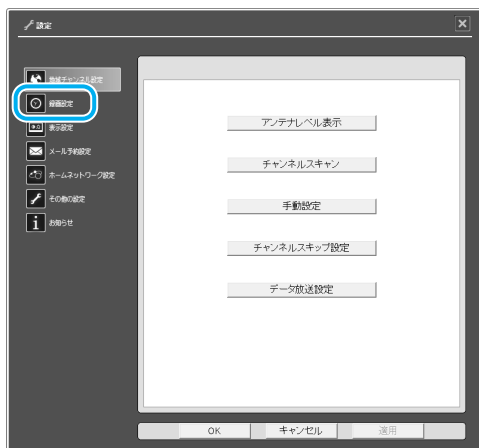 設定
地域チャンネル設定
録画設定
表示設定
メール予約設定
ホームネットワーク設定
その他の設定
お知らせ
アンテナレベル表示
チャンネルスキャン
手動設定
チャンネルスキップ設定
データ放送設定
OK
キャンセル
適用